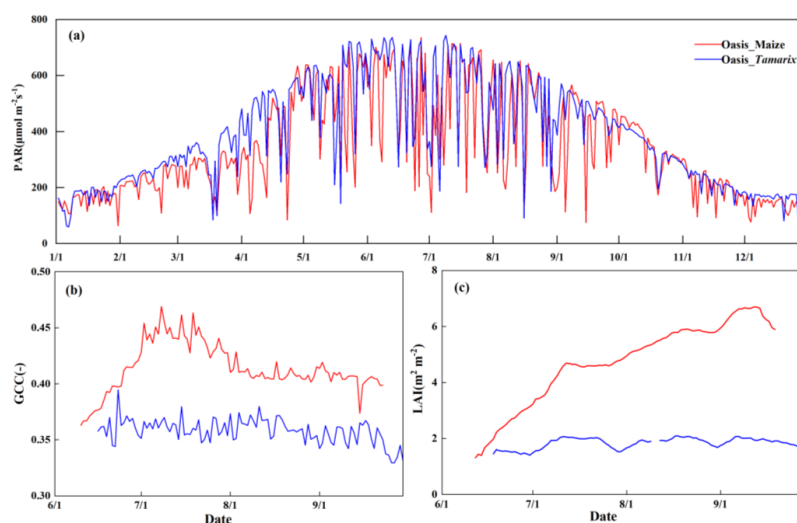 800
(a)
Oasis_Maize
600
Oasis_Tamarix
PAR(μmol m⁻²s⁻¹)
400
200
0
1/1 2/1 3/1 4/1 5/1 6/1 7/1 8/1 9/1 10/1 11/1 12/1
0.50
(b)
0.45
GCC(-)
0.40
0.35
0.30
6/1 7/1 8/1 9/1
Date
8
(c)
6
LAI(m² m⁻²)
4
2
0
6/1 7/1 8/1 9/1
Date